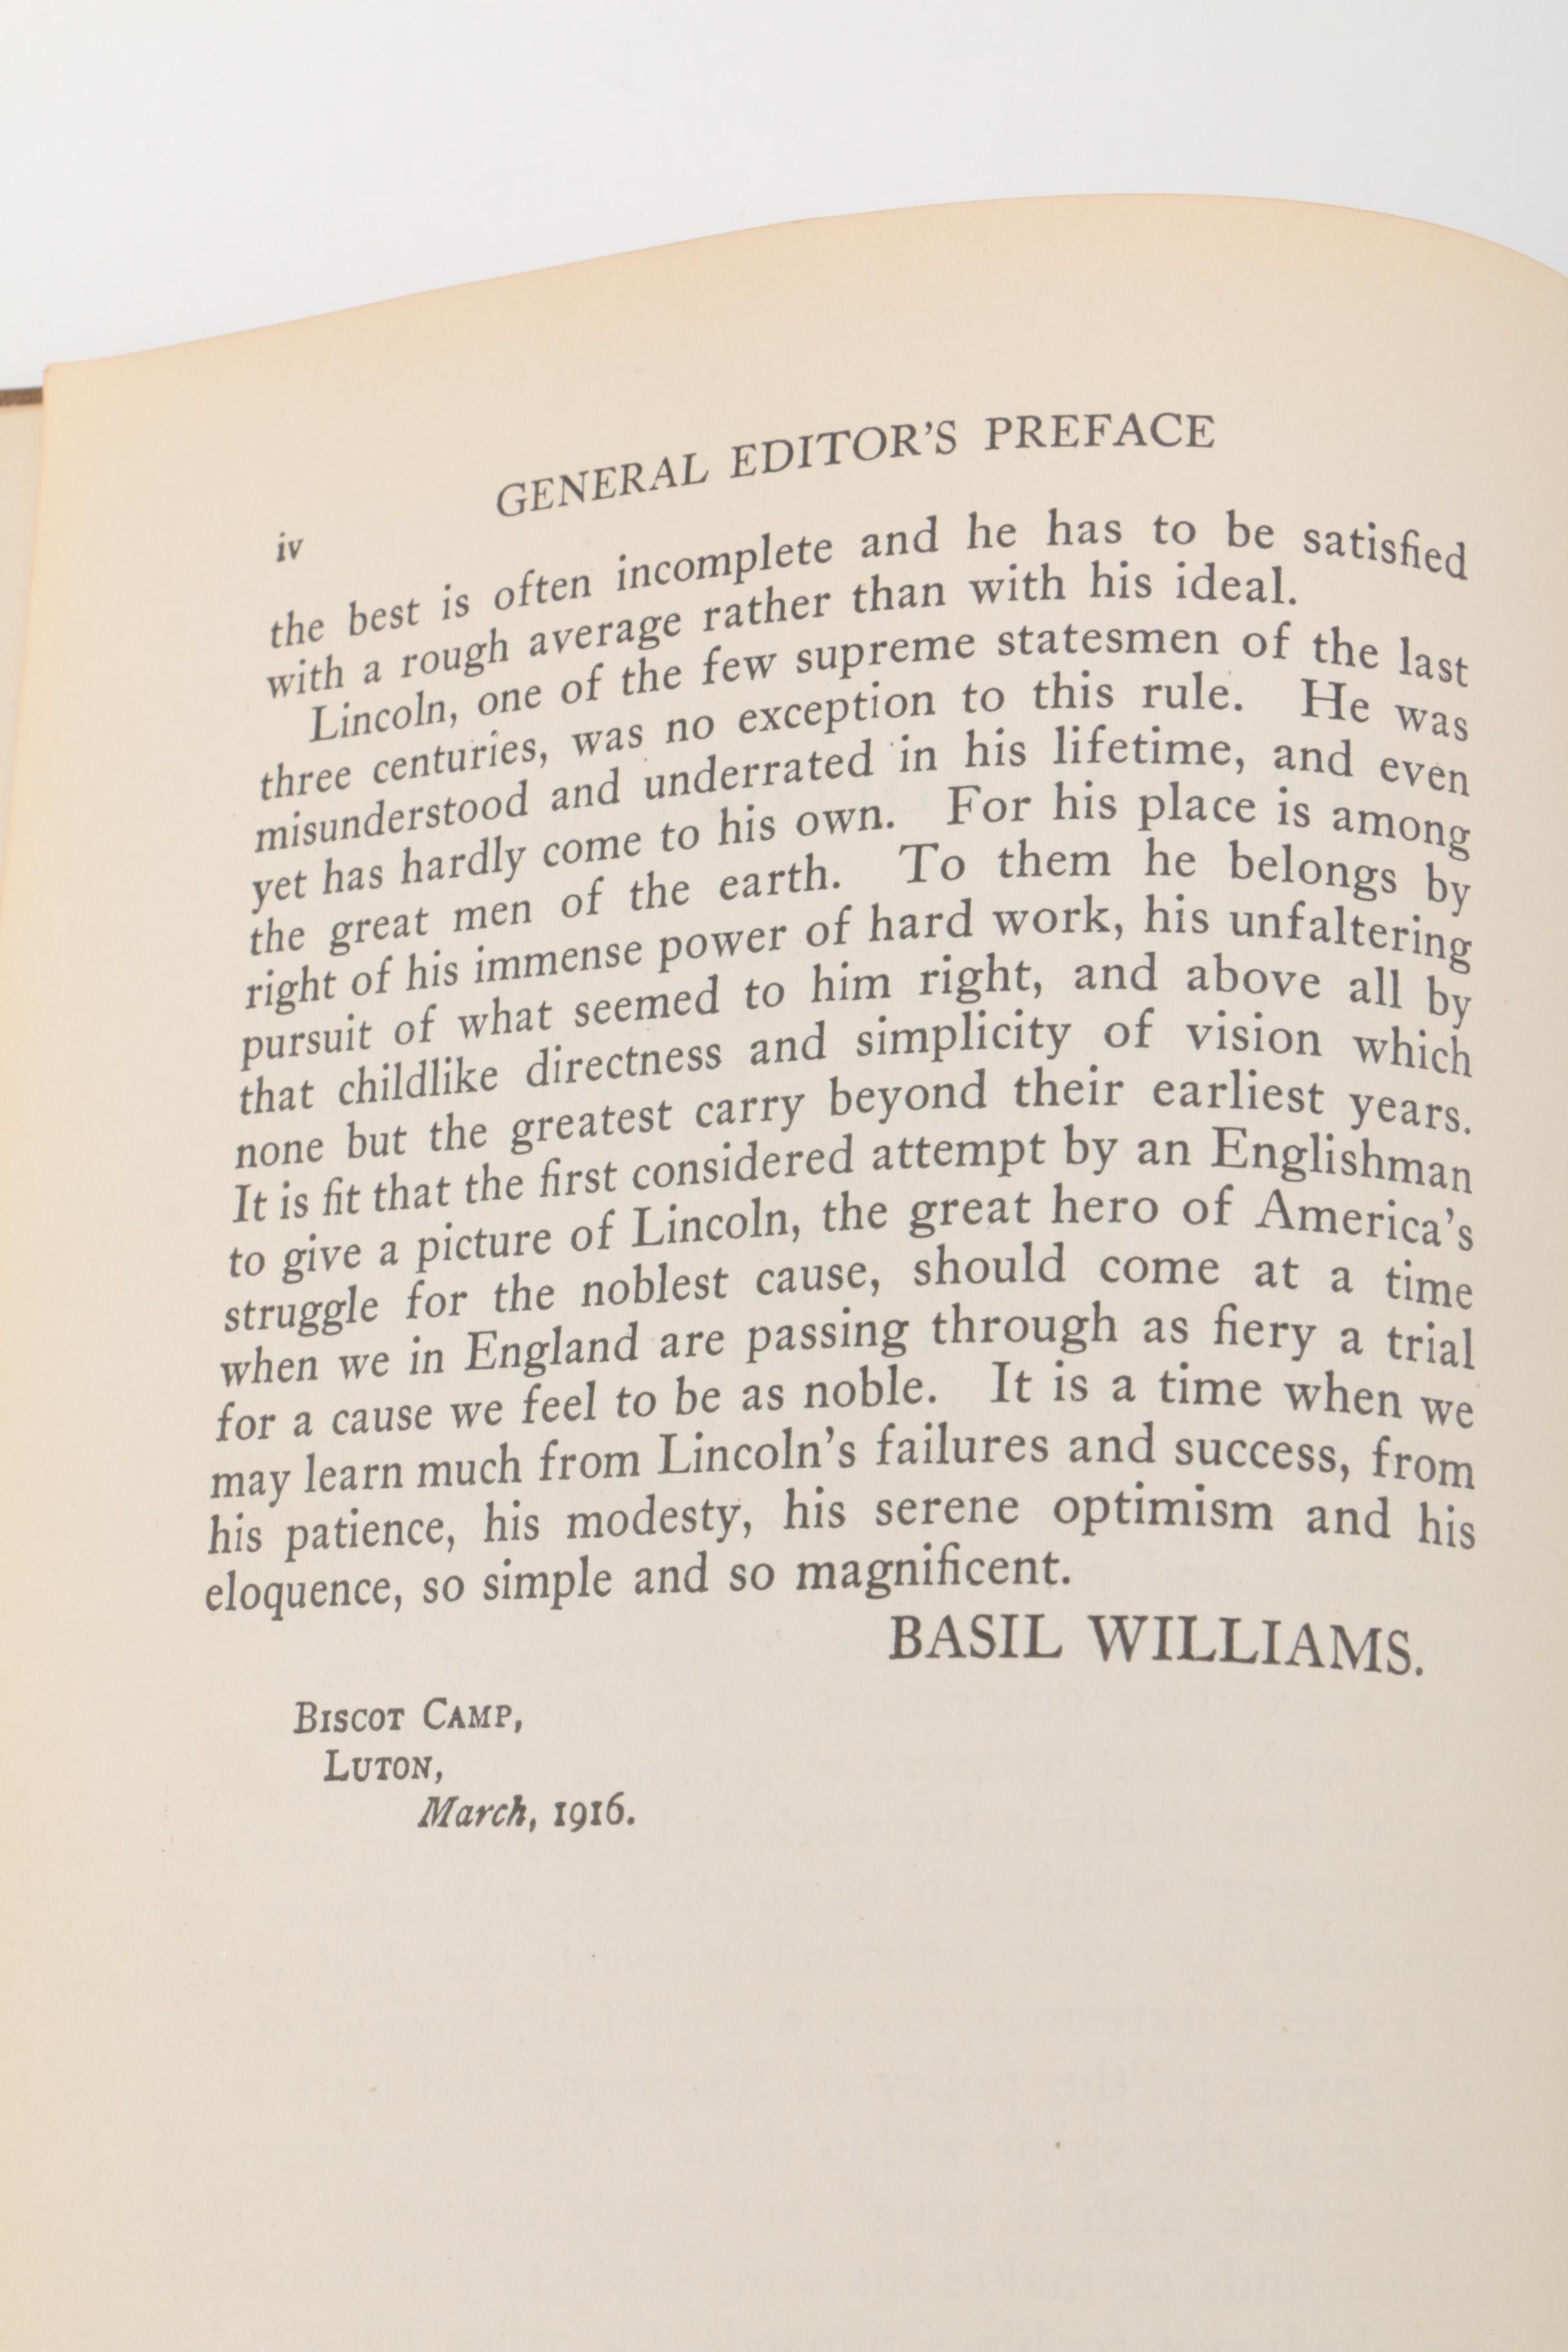 GENERAL EDITOR'S PREFACE
iv
the best is often incomplete and he has to be satisfied
with a rough average rather than with his ideal.
Lincoln, one of the few supreme statesmen of the last
three centuries, was no exception to this rule. He was
misunderstood and underrated in his lifetime, and even
yet has hardly come to his own. For his place is among
the great men of the earth. To them he belongs by
right of his immense power of hard work, his unfaltering
pursuit of what seemed to him right, and above all by
that childlike directness and simplicity of vision which
none but the greatest carry beyond their earliest years.
It is fit that the first considered attempt by an Englishman
to give a picture of Lincoln, the great hero of America's
struggle for the noblest cause, should come at a time
when we in England are passing through as fiery a trial
for a cause we feel to be as noble. It is a time when we
may learn much from Lincoln's failures and success, from
his patience, his modesty, his serene optimism and his
eloquence, so simple and so magnificent.
BASIL WILLIAMS.
BISCOT CAMP,
LUTON,
March, 1916.